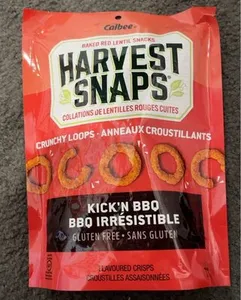 Calbee
BAKED RED LENTIL SNACKS
HARVEST
SNAPS®
COLLATIONS DE LENTILLES ROUGES CUITES
CRUNCHY LOOPS • ANNEAUX CROUSTILLANTS
KICK'N BBQ
BBQ IRRÉSISTIBLE
GLUTEN FREE • SANS GLUTEN
FLAVOURED CRISPS
CROUSTILLES ASSAISONNÉES